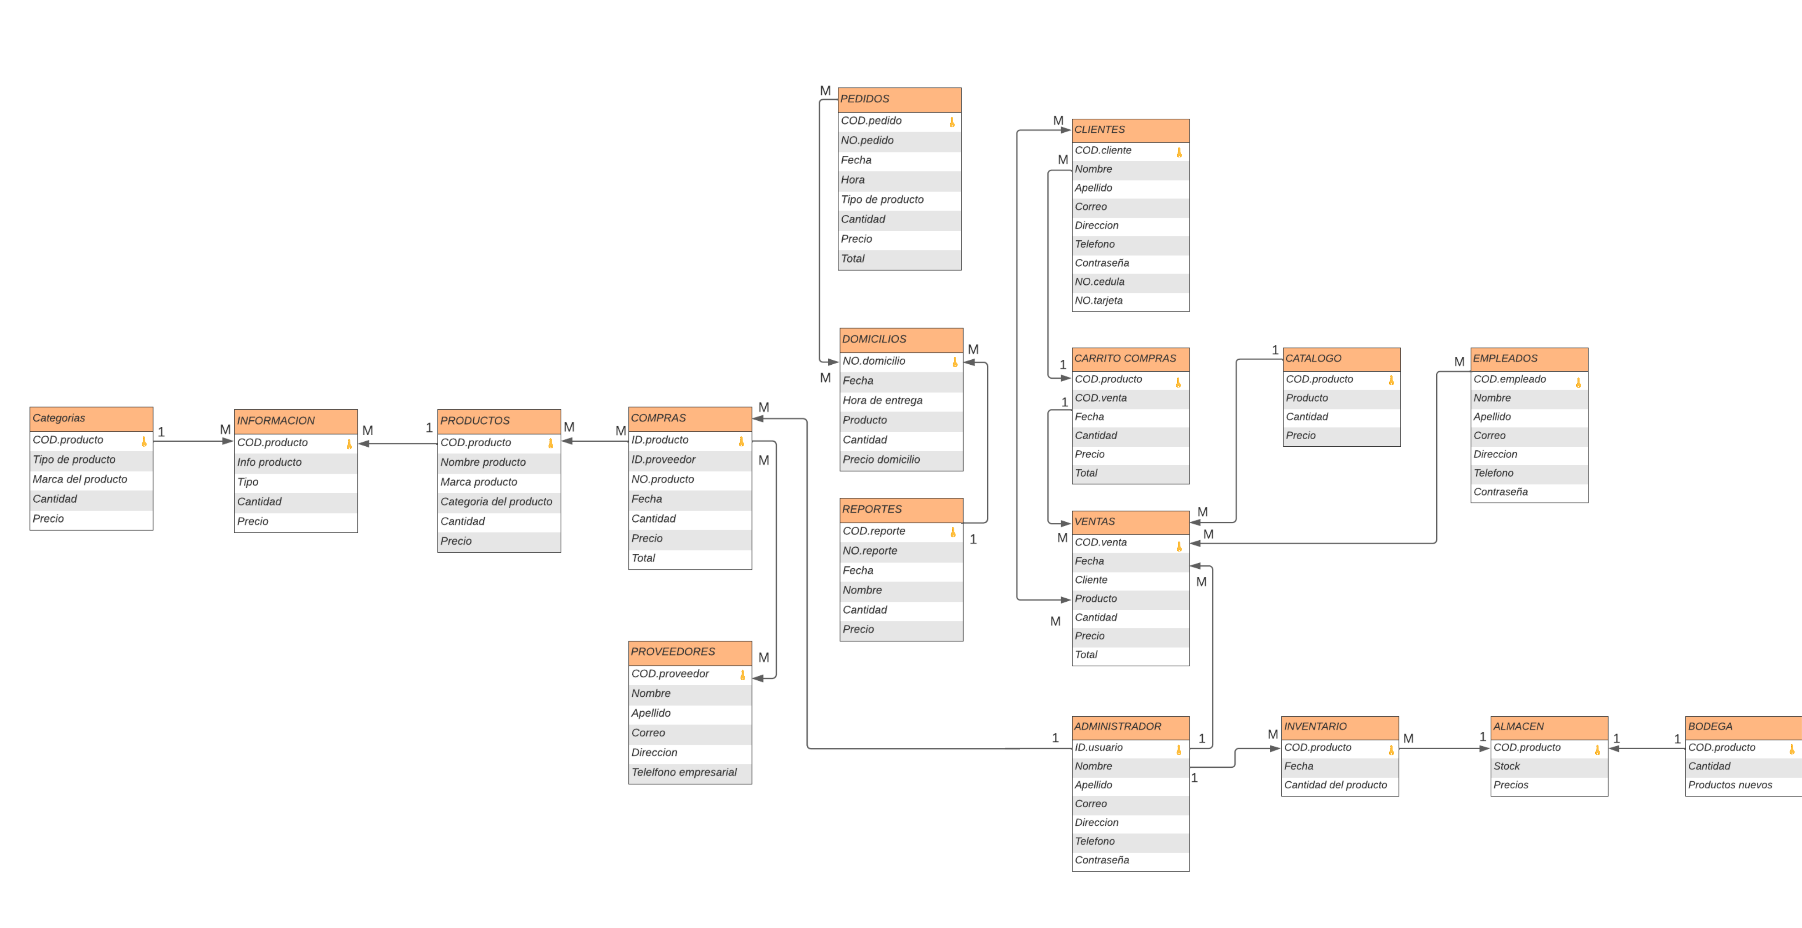 M
PEDIDOS
COD.pedido
NO.pedido
Fecha
Hora
Tipo de producto
Cantidad
Precio
Total
M
CLIENTES
COD.cliente
M
Nombre
Apellido
Correo
Direccion
Telefono
Contraseña
NO.cedula
NO.tarjeta
DOMICILIOS
NO.domicilio
Fecha
Hora de entrega
Producto
Cantidad
Precio domicilio
M
M
CARRITO COMPRAS
COD.producto
COD.venta
Fecha
Cantidad
Precio
Total
1
1
1
CATALOGO
COD.producto
Producto
Cantidad
Precio
M
EMPLEADOS
COD.empleado
Nombre
Apellido
Correo
Direccion
Telefono
Contraseña
Categorias
COD.producto
Tipo de producto
Marca del producto
Cantidad
Precio
1
M
INFORMACION
COD.producto
Info producto
Tipo
Cantidad
Precio
M
1
PRODUCTOS
COD.producto
Nombre producto
Marca producto
Categoria del producto
Cantidad
Precio
M
M
COMPRAS
ID.producto
ID.proveedor
NO.producto
Fecha
Cantidad
Precio
Total
M
M
REPORTES
COD.reporte
NO.reporte
Fecha
Nombre
Cantidad
Precio
1
VENTAS
COD.venta
Fecha
Cliente
Producto
Cantidad
Precio
Total
M
M
M
M
M
PROVEEDORES
COD.proveedor
Nombre
Apellido
Correo
Direccion
Telelfono empresarial
M
1
ADMINISTRADOR
ID.usuario
Nombre
Apellido
Correo
Direccion
Telefono
Contraseña
1
1
M
INVENTARIO
COD.producto
Fecha
Cantidad del producto
M
1
ALMACEN
COD.producto
Stock
Precios
1
1
BODEGA
COD.producto
Cantidad
Productos nuevos